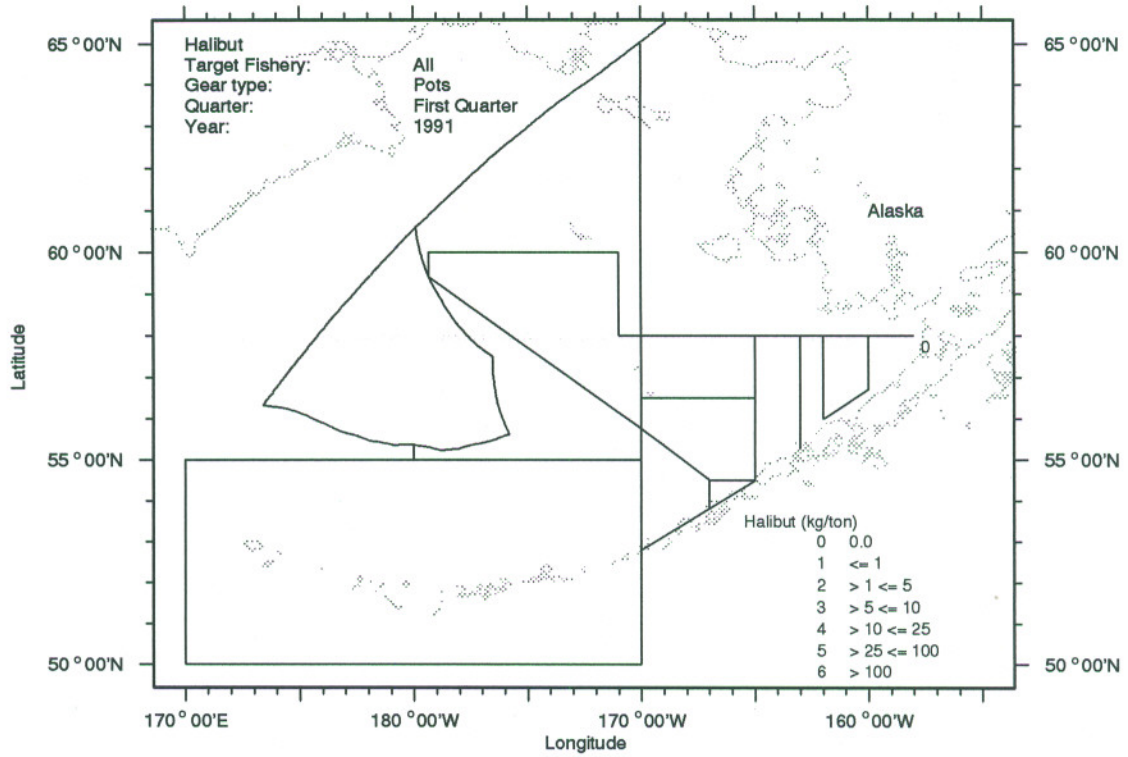 65°00'N
65°00'N
Halibut
Target Fishery: All
Gear type: Pots
Quarter: First Quarter
Year: 1991
Alaska
60°00'N
60°00'N
Latitude
0
55°00'N
55°00'N
Halibut (kg/ton)
0 0.0
1 <= 1
2 > 1 <= 5
3 > 5 <= 10
4 > 10 <= 25
5 > 25 <= 100
6 > 100
50°00'N
50°00'N
170°00'E
180°00'W
170°00'W
160°00'W
Longitude